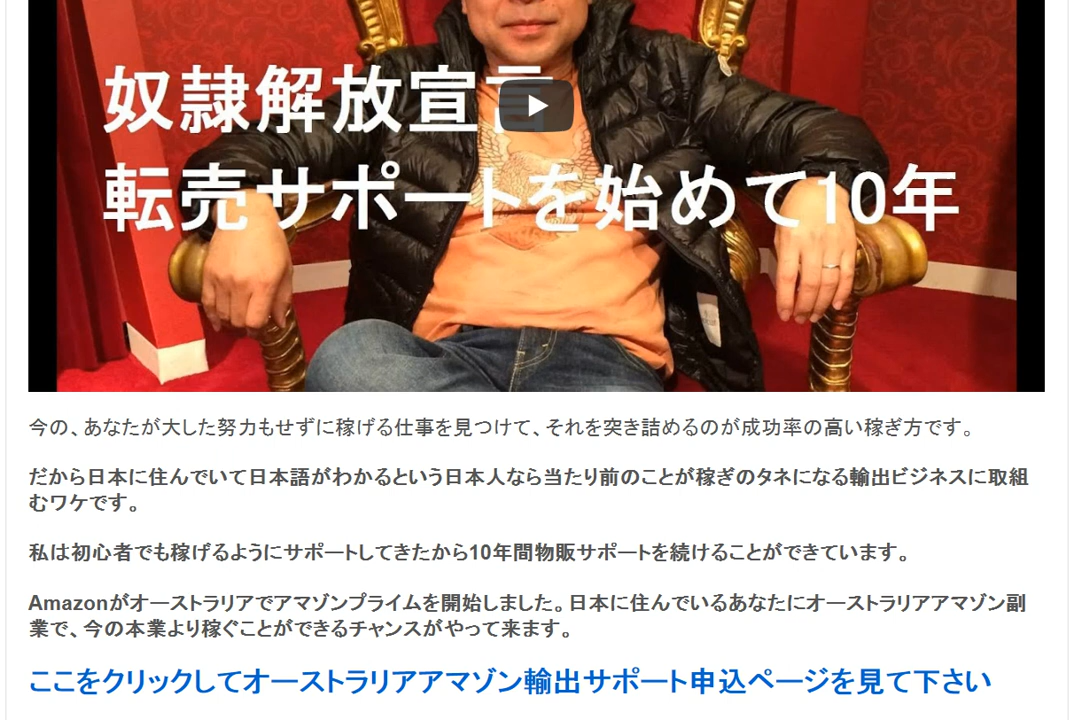 奴隷解放宣言
転売サポートを始めて10年
今の、あなたが大した努力もせずに稼げる仕事を見つけて、それを突き詰めるのが成功率の高い稼ぎ方です。
だから日本に住んでいて日本語がわかるという日本人なら当たり前のことが稼ぎのタネになる輸出ビジネスに取組
むワケです。
私は初心者でも稼げるようにサポートしてきたから10年間物販サポートを続けることができています。
Amazonがオーストラリアでアマゾンプライムを開始しました。日本に住んでいるあなたにオーストラリアアマゾン副
業で、今の本業より稼ぐことができるチャンスがやって来ます。
ここをクリックしてオーストラリアアマゾン輸出サポート申込ページを見て下さい